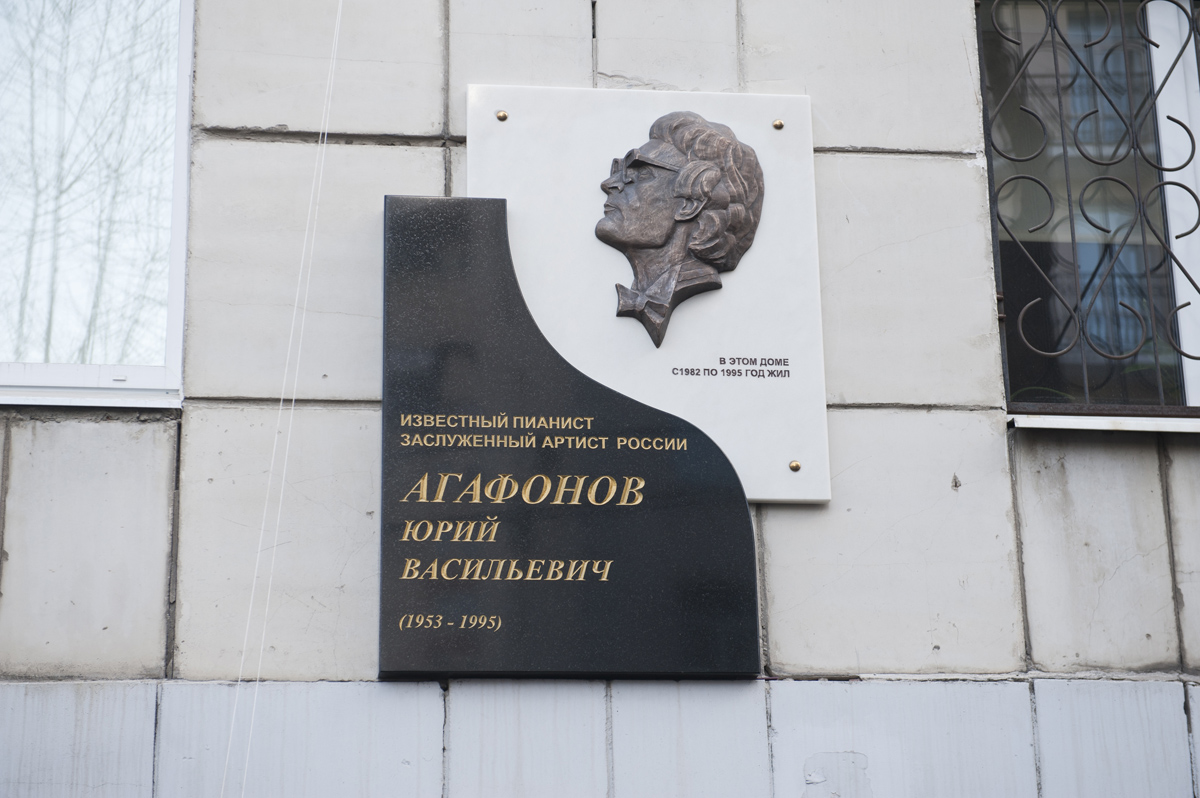 В ЭТОМ ДОМЕ
С1982 ПО 1995 ГОД ЖИЛ
ИЗВЕСТНЫЙ ПИАНИСТ
ЗАСЛУЖЕННЫЙ АРТИСТ РОССИИ
АГАФОНОВ
ЮРИЙ
ВАСИЛЬЕВИЧ
(1953 - 1995)